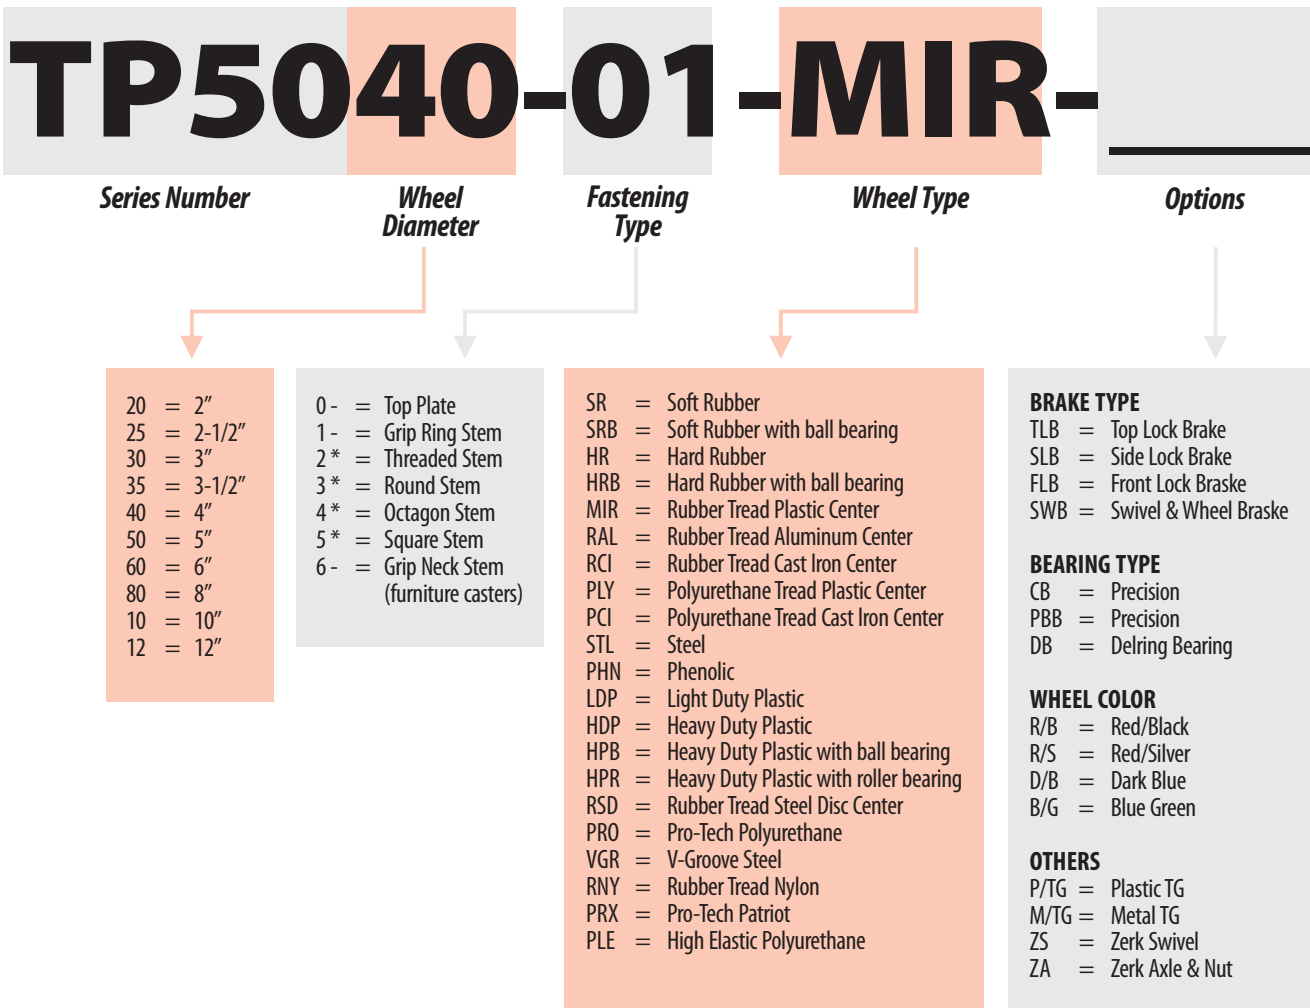 TP5040-01-MIR-
Series Number
Wheel Diameter
Fastening Type
Wheel Type
Options
20 = 2”
25 = 2-1/2”
30 = 3”
35 = 3-1/2”
40 = 4”
50 = 5”
60 = 6”
80 = 8”
10 = 10”
12 = 12”
0 - = Top Plate
1 - = Grip Ring Stem
2 * = Threaded Stem
3 * = Round Stem
4 * = Octagon Stem
5 * = Square Stem
6 - = Grip Neck Stem
(furniture casters)
SR = Soft Rubber
SRB = Soft Rubber with ball bearing
HR = Hard Rubber
HRB = Hard Rubber with ball bearing
MIR = Rubber Tread Plastic Center
RAL = Rubber Tread Aluminum Center
RCI = Rubber Tread Cast Iron Center
PLY = Polyurethane Tread Plastic Center
PCI = Polyurethane Tread Cast Iron Center
STL = Steel
PHN = Phenolic
LDP = Light Duty Plastic
HDP = Heavy Duty Plastic
HPB = Heavy Duty Plastic with ball bearing
HPR = Heavy Duty Plastic with roller bearing
RSD = Rubber Tread Steel Disc Center
PRO = Pro-Tech Polyurethane
VGR = V-Groove Steel
RNY = Rubber Tread Nylon
PRX = Pro-Tech Patriot
PLE = High Elastic Polyurethane
BRAKE TYPE
TLB = Top Lock Brake
SLB = Side Lock Brake
FLB = Front Lock Braske
SWB = Swivel & Wheel Braske
BEARING TYPE
CB = Precision
PBB = Precision
DB = Delring Bearing
WHEEL COLOR
R/B = Red/Black
R/S = Red/Silver
D/B = Dark Blue
B/G = Blue Green
OTHERS
P/TG = Plastic TG
M/TG = Metal TG
ZS = Zerk Swivel
ZA = Zerk Axle & Nut